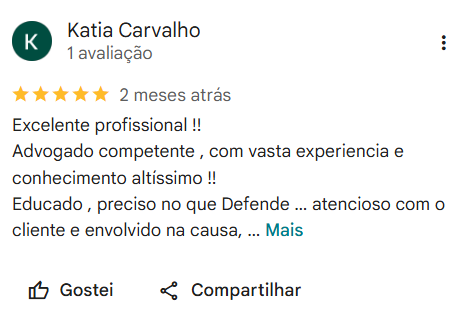 K
Katia Carvalho
1 avaliação
2 meses atrás
Excelente profissional !!
Advogado competente , com vasta experiencia e
conhecimento altíssimo !!
Educado , preciso no que Defende ... atencioso com o
cliente e envolvido na causa, ... Mais
Gostei
Compartilhar